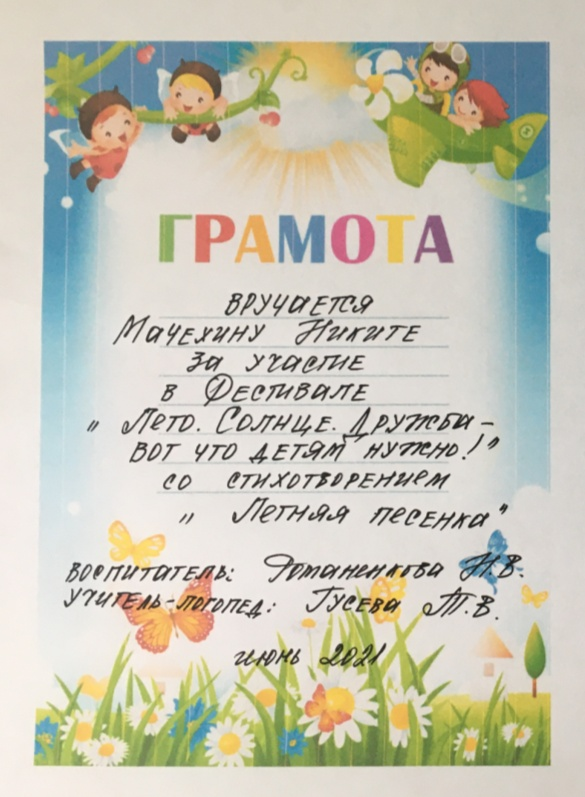 ГРАМОТА
ВРУЧАЕТСЯ
Мачехину Никите
За участие
в Фестивале
"Лето. Солнце. Дружба -
вот что детям нужно!"
со стихотворением
"Летняя песенка"
воспитатель: Романенкова Н.В.
учитель-логопед: Гусева Т.В.
июнь 2021